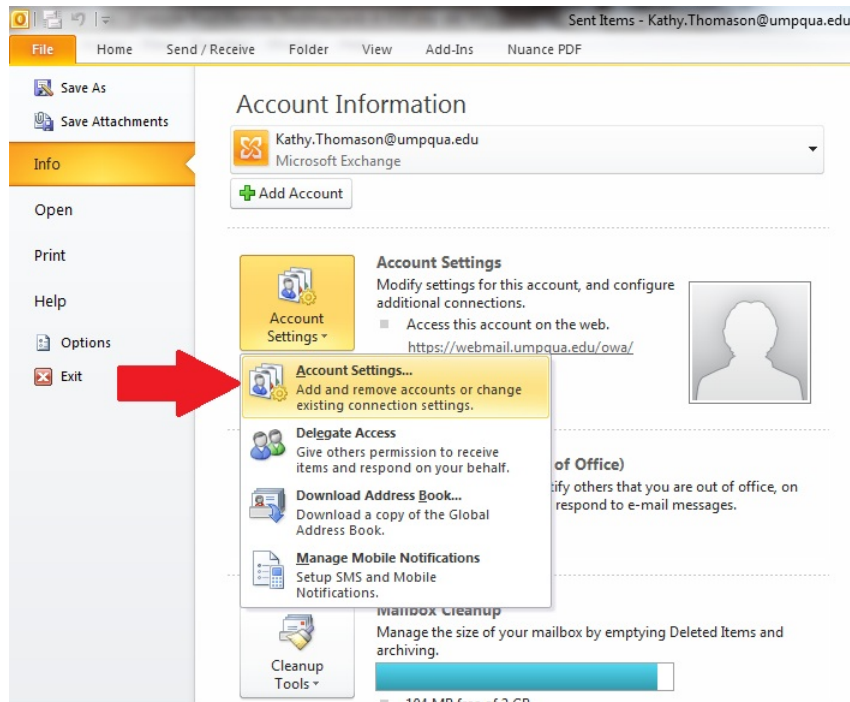 Sent Items - Kathy.Thomason@umpqua.edu
File Home Send / Receive Folder View Add-Ins Nuance PDF
Save As
Save Attachments
Info
Open
Print
Help
Options
Exit
Account Information
Kathy.Thomason@umpqua.edu
Microsoft Exchange
Add Account
Account
Settings
Account Settings
Modify settings for this account, and configure
additional connections.
Access this account on the web.
https://webmail.umpqua.edu/owa/
Account Settings...
Add and remove accounts or change
existing connection settings.
Delegate Access
Give others permission to receive
items and respond on your behalf.
Download Address Book...
Download a copy of the Global
Address Book.
Manage Mobile Notifications
Setup SMS and Mobile
Notifications.
of Office)
ify others that you are out of office, on
respond to e-mail messages.
Cleanup
Tools
Mailbox Cleanup
Manage the size of your mailbox by emptying Deleted Items and
archiving.